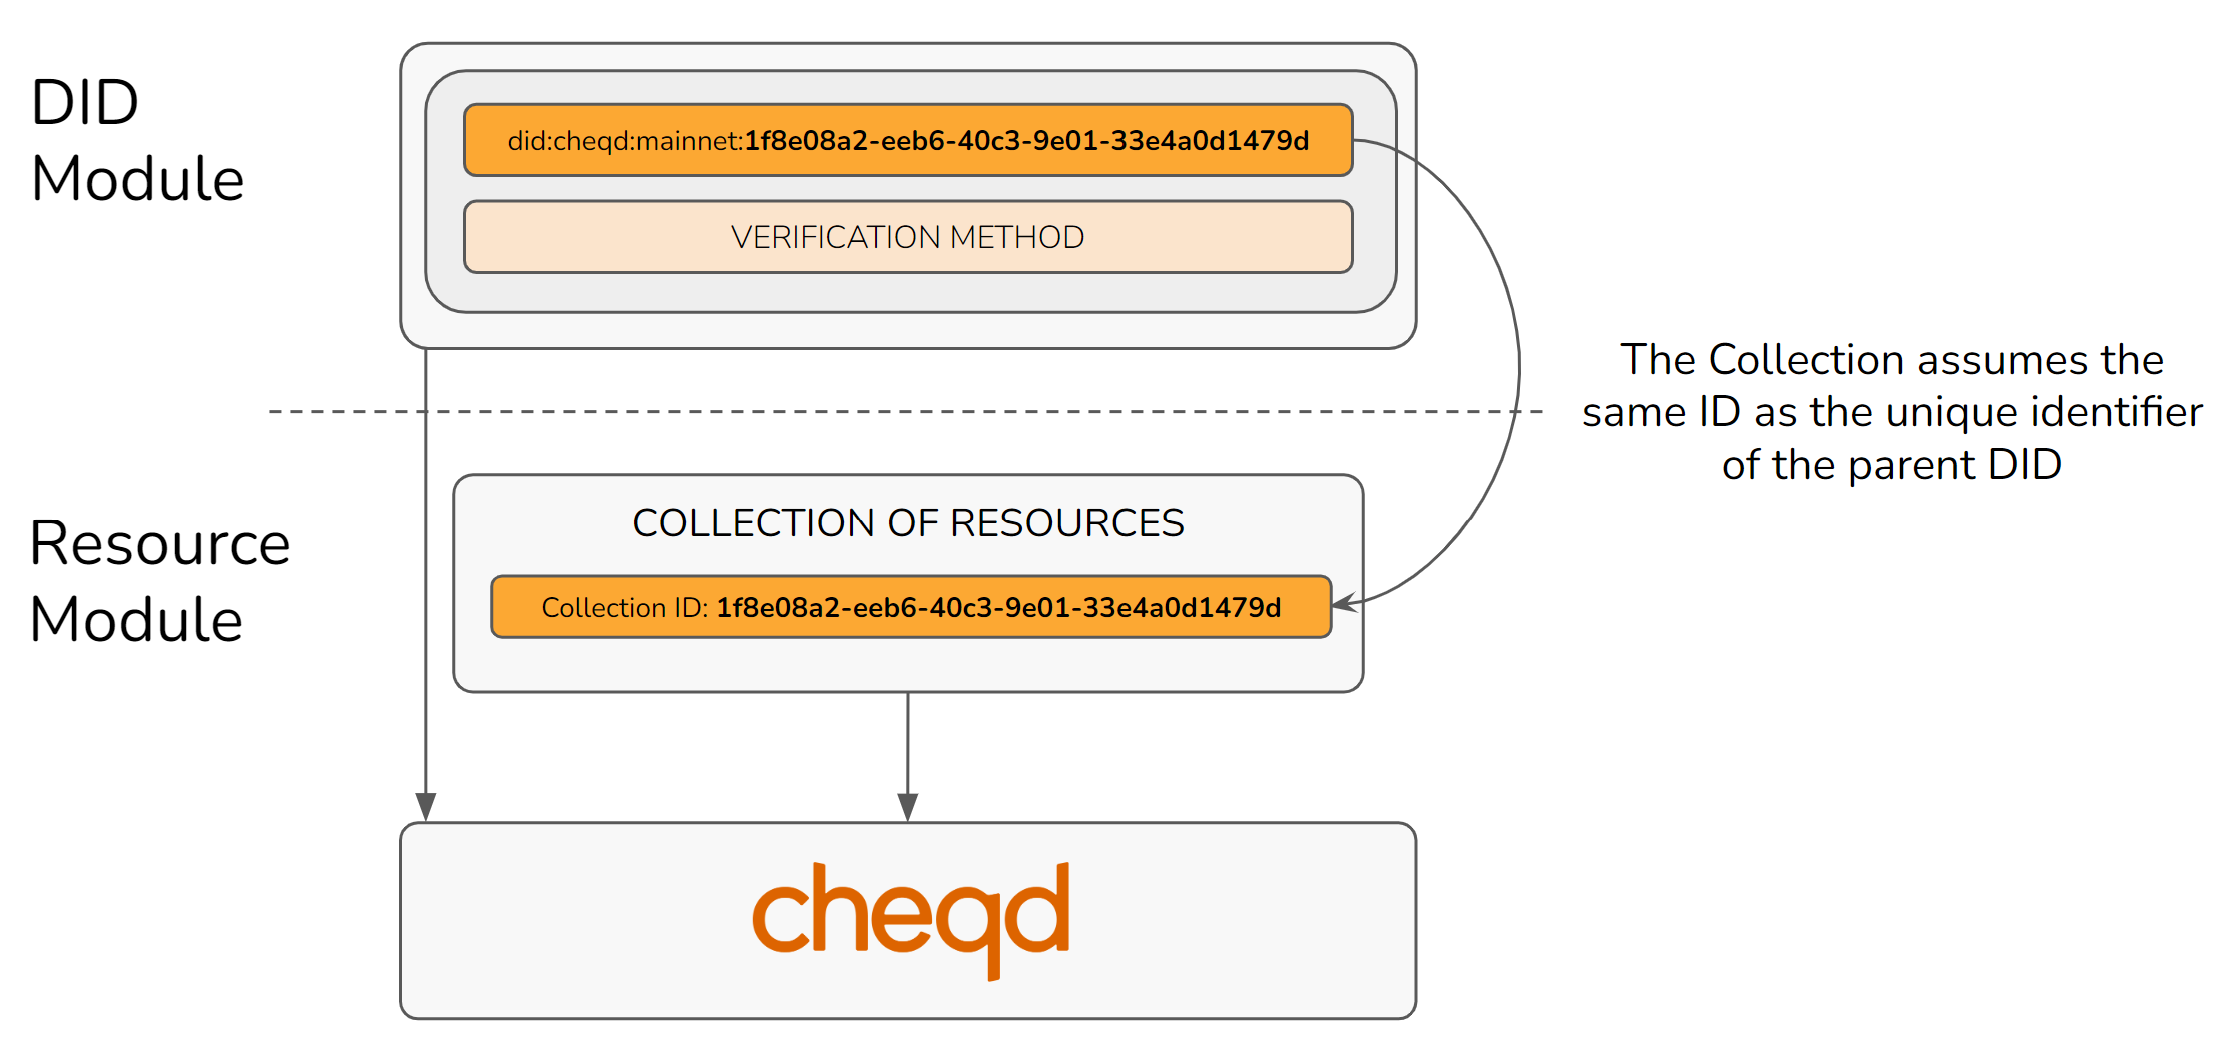 DID
Module
did:cheqd:mainnet:1f8e08a2-eeb6-40c3-9e01-33e4a0d1479d
VERIFICATION METHOD
The Collection assumes the
same ID as the unique identifier
of the parent DID
Resource
Module
COLLECTION OF RESOURCES
Collection ID: 1f8e08a2-eeb6-40c3-9e01-33e4a0d1479d
cheqd